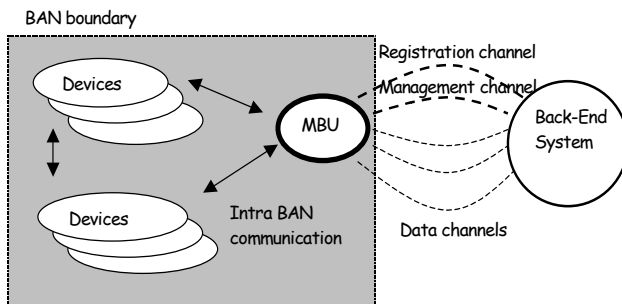 BAN boundary
Registration channel
Devices
Management channel
MBU
Back-End
System
Devices
Intra BAN
communication
Data channels